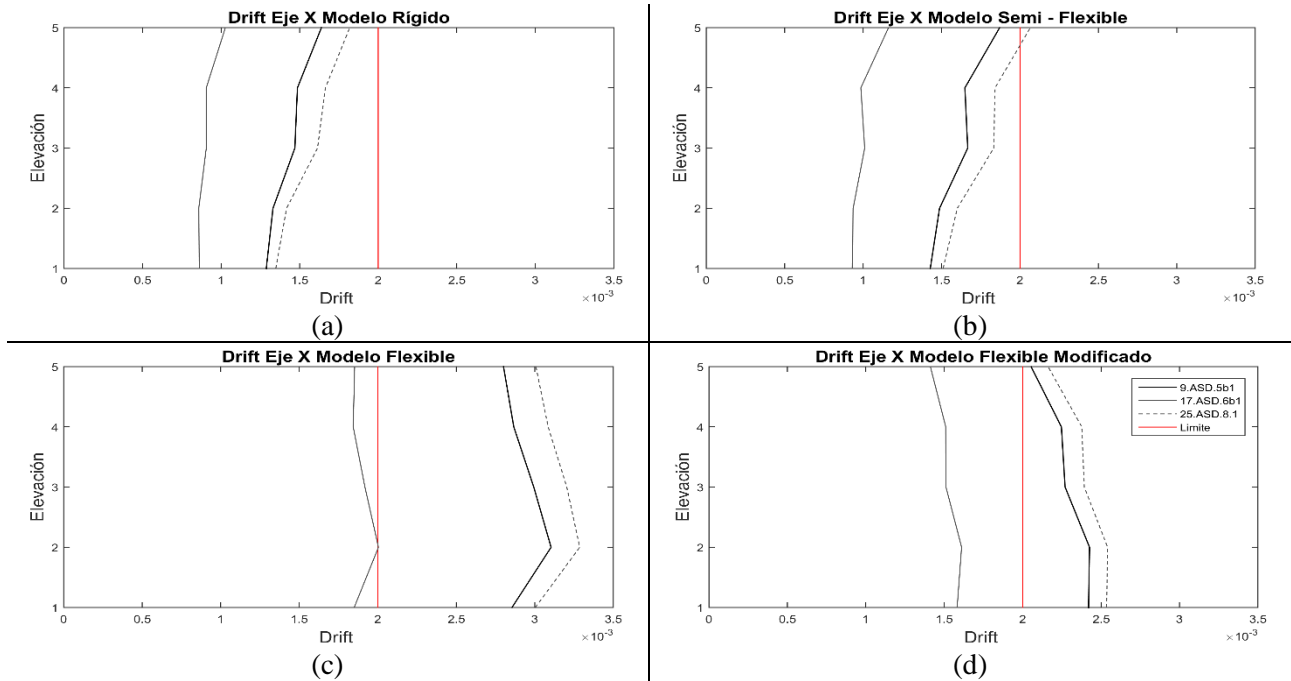 Drift Eje X Modelo Rígido
5
4
3
2
1
Elevación
0 0.5 1 1.5 2 2.5 3 3.5
Drift
×10⁻³
(a)
Drift Eje X Modelo Semi - Flexible
5
4
3
2
1
Elevación
0 0.5 1 1.5 2 2.5 3 3.5
Drift
×10⁻³
(b)
Drift Eje X Modelo Flexible
5
4
3
2
1
Elevación
0 0.5 1 1.5 2 2.5 3 3.5
Drift
×10⁻³
(c)
Drift Eje X Modelo Flexible Modificado
5
4
3
2
1
Elevación
9.ASD.5b1
17.ASD.6b1
25.ASD.8.1
Limite
0 0.5 1 1.5 2 2.5 3 3.5
Drift
×10⁻³
(d)